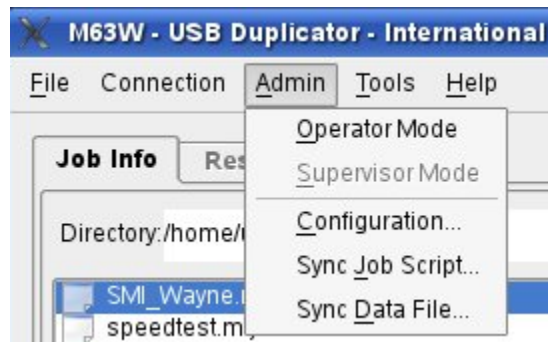 M63W - USB Duplicator - International
File Connection Admin Tools Help
Operator Mode
Job Info Res
Supervisor Mode
Directory:/home/
Configuration...
Sync Job Script...
SMI_Wayne.
Sync Data File...
speedtest.m